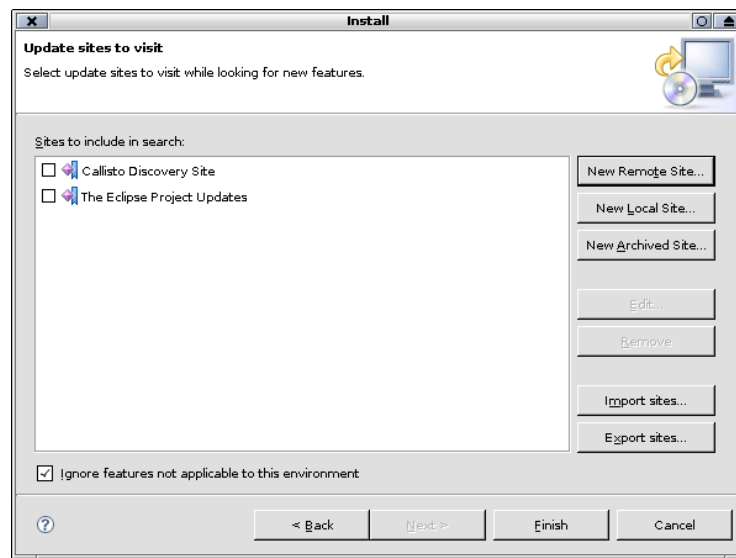 Install
Update sites to visit
Select update sites to visit while looking for new features.
Sites to include in search:
Callisto Discovery Site
The Eclipse Project Updates
New Remote Site...
New Local Site...
New Archived Site...
Edit...
Remove
Import sites...
Export sites...
Ignore features not applicable to this environment
?
< Back
Next >
Finish
Cancel